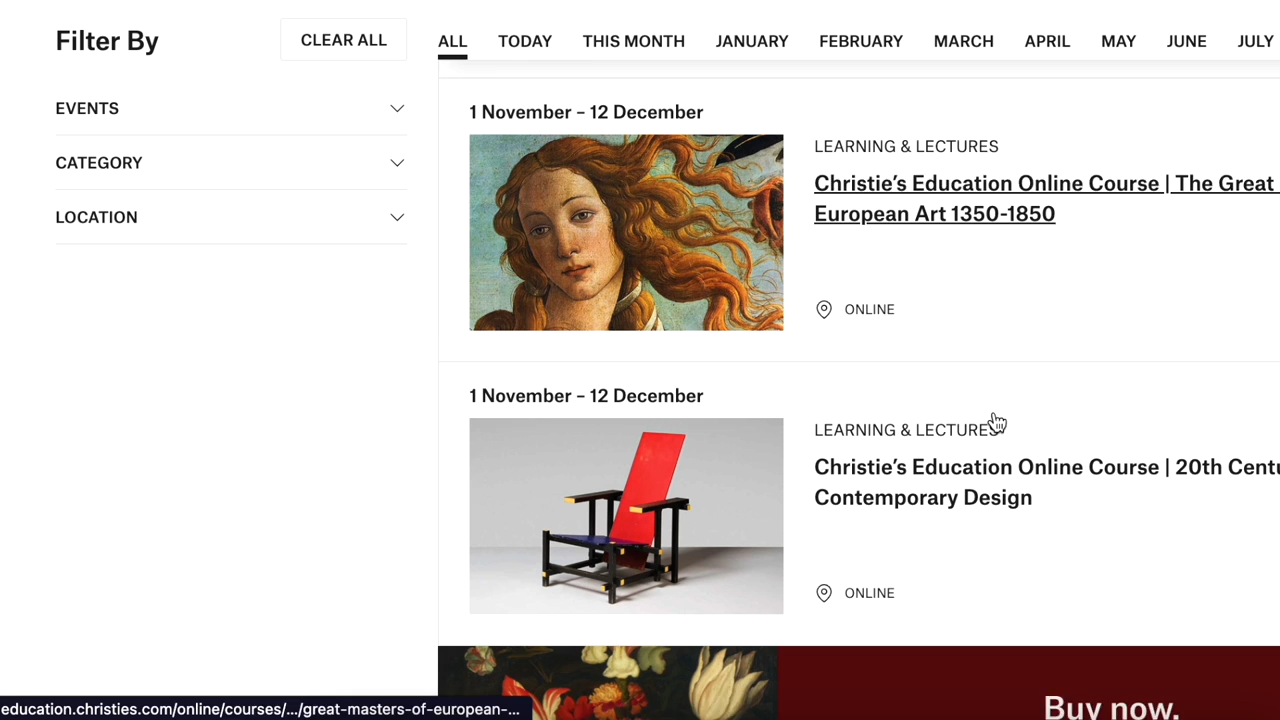 Filter By
CLEAR ALL
EVENTS
CATEGORY
LOCATION
ALL TODAY THIS MONTH JANUARY FEBRUARY MARCH APRIL MAY JUNE JULY
1 November – 12 December
LEARNING & LECTURES
Christie’s Education Online Course | The Great
European Art 1350-1850
ONLINE
1 November – 12 December
LEARNING & LECTURES
Christie’s Education Online Course | 20th
Contemporary Design
ONLINE
Buy now.
education.christies.com/online/courses/.../great-masters-of-european-...